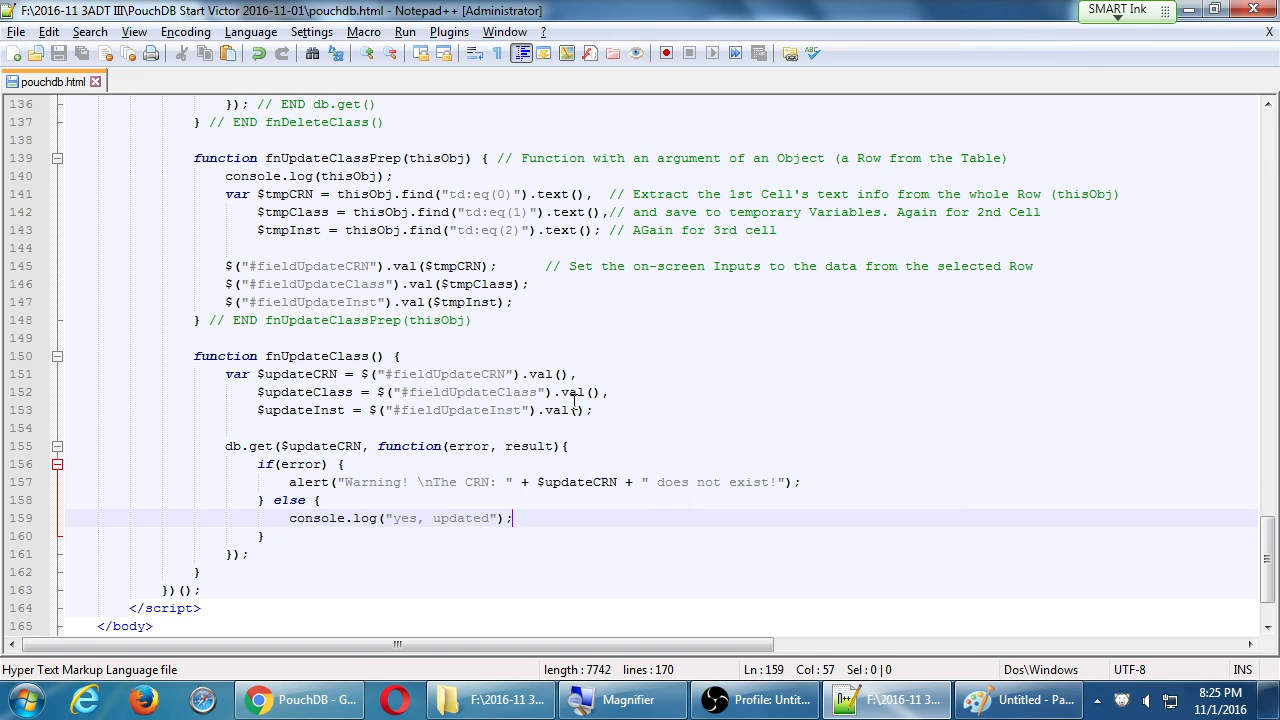 F:\2016-11 3ADT III\PouchDB Start Victor 2016-11-01\pouchdb.html - Notepad++ [Administrator]
SMART Ink
File Edit Search View Encoding Language Settings Macro Run Plugins Window ? X
pouchdb.html
136 }); // END db.get()
137 } // END fnDeleteClass()
138
139 function fnUpdateClassPrep(thisObj) { // Function with an argument of an Object (a Row from the Table)
140 console.log(thisObj);
141 var $tmpCRN = thisObj.find("td:eq(0)").text(), // Extract the 1st Cell's text info from the whole Row (thisObj)
142 $tmpClass = thisObj.find("td:eq(1)").text(),// and save to temporary Variables. Again for 2nd Cell
143 $tmpInst = thisObj.find("td:eq(2)").text(); // AGain for 3rd cell
144
145 $("#fieldUpdateCRN").val($tmpCRN); // Set the on-screen Inputs to the data from the selected Row
146 $("#fieldUpdateClass").val($tmpClass);
147 $("#fieldUpdateInst").val($tmpInst);
148 } // END fnUpdateClassPrep(thisObj)
149
150 function fnUpdateClass() {
151 var $updateCRN = $("#fieldUpdateCRN").val(),
152 $updateClass = $("#fieldUpdateClass").val(),
153 $updateInst = $("#fieldUpdateInst").val();
154
155 db.get($updateCRN, function(error, result){
156 if(error) {
157 alert("Warning! \nThe CRN: " + $updateCRN + " does not exist!");
158 } else {
159 console.log("yes, updated");
160 }
161 });
162 }
163 })();
164 </script>
165 </body>
Hyper Text Markup Language file length : 7742 lines : 170 Ln : 159 Col : 57 Sel : 0 | 0 Dos\Windows UTF-8 INS
PouchDB - G... F:\2016-11 3... Magnifier Profile: Untit... F:\2016-11 3... Untitled - Pa... 8:25 PM
11/1/2016